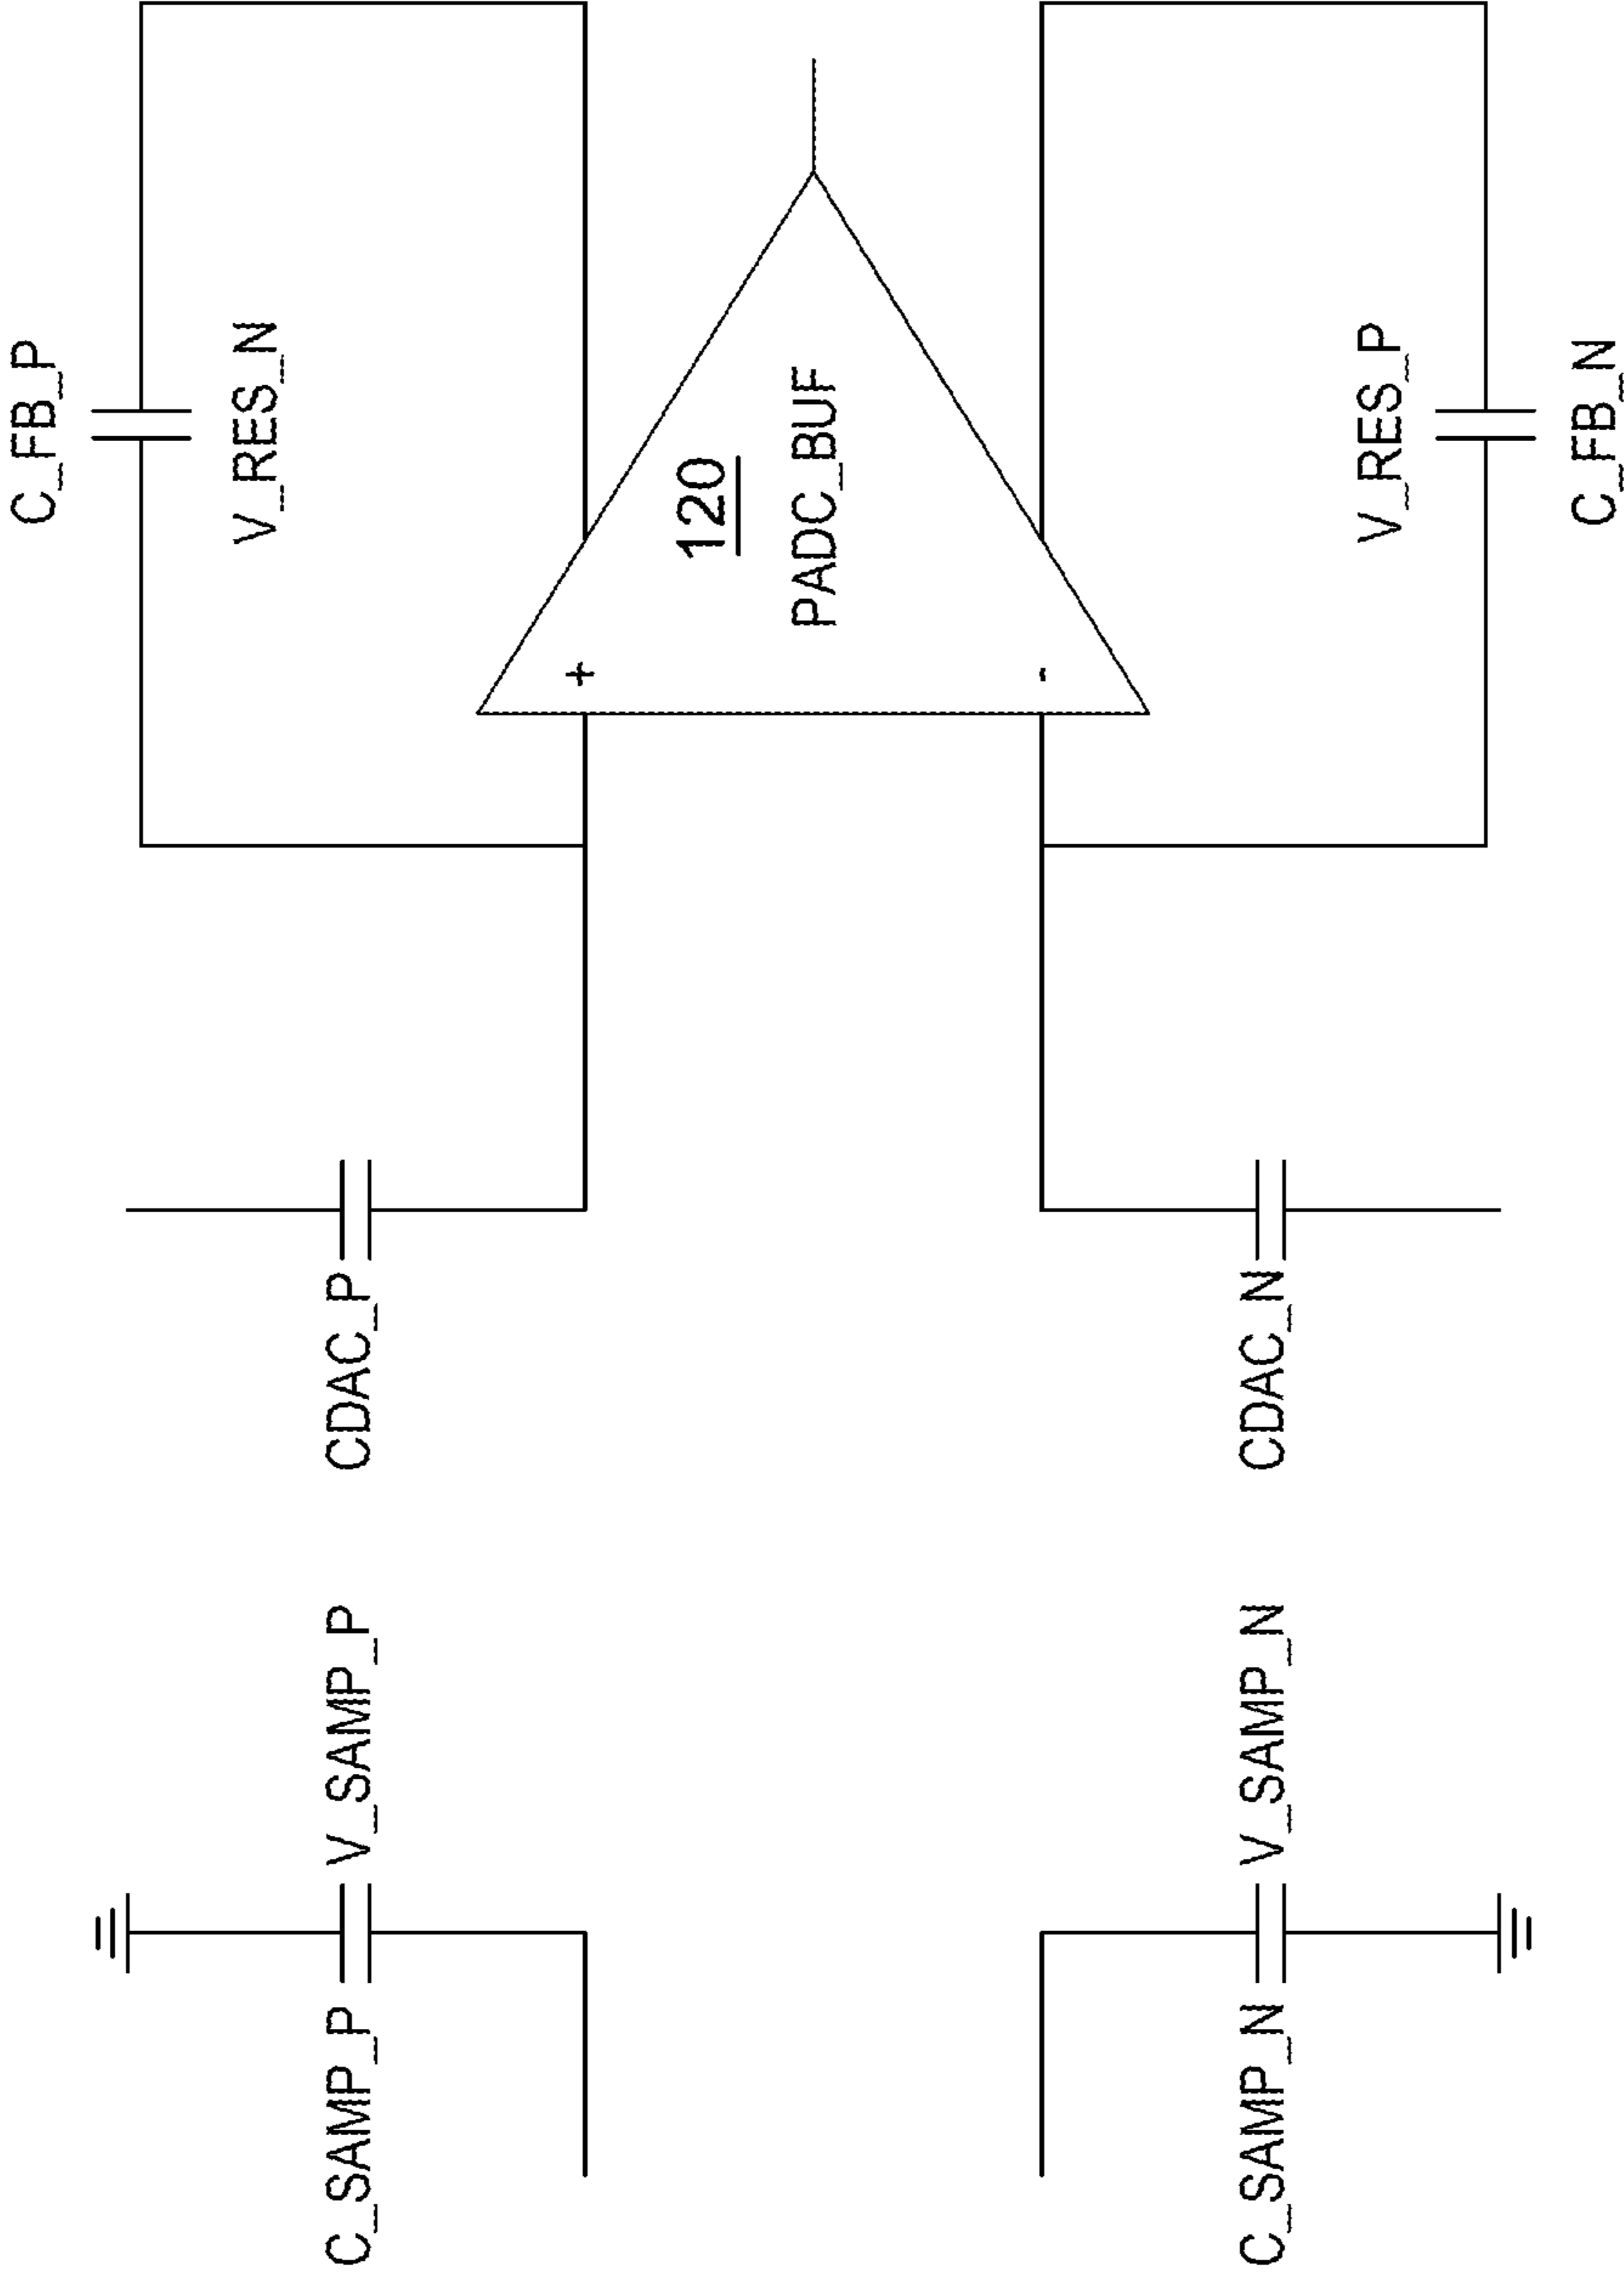 C_FB_P
V_RES_N
120
PADC_BUF
+
-
V_RES_P
C_FB_N
CDAC_P
CDAC_N
V_SAMP_P
V_SAMP_N
C_SAMP_P
C_SAMP_N